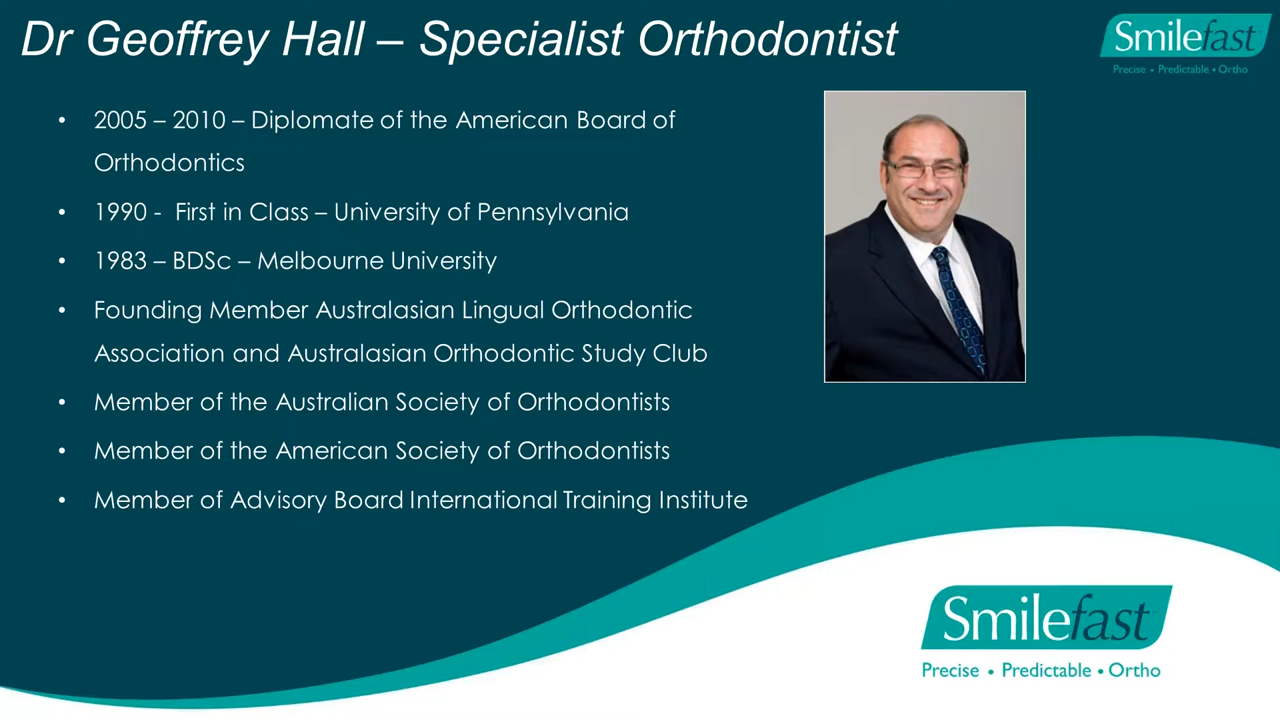 Dr Geoffrey Hall – Specialist Orthodontist
Smilefast
Precise • Predictable • Ortho
• 2005 – 2010 – Diplomate of the American Board of
Orthodontics
• 1990 - First in Class – University of Pennsylvania
• 1983 – BDSc – Melbourne University
• Founding Member Australasian Lingual Orthodontic
Association and Australasian Orthodontic Study Club
• Member of the Australian Society of Orthodontists
• Member of the American Society of Orthodontists
• Member of Advisory Board International Training Institute
Smilefast
Precise • Predictable • Ortho